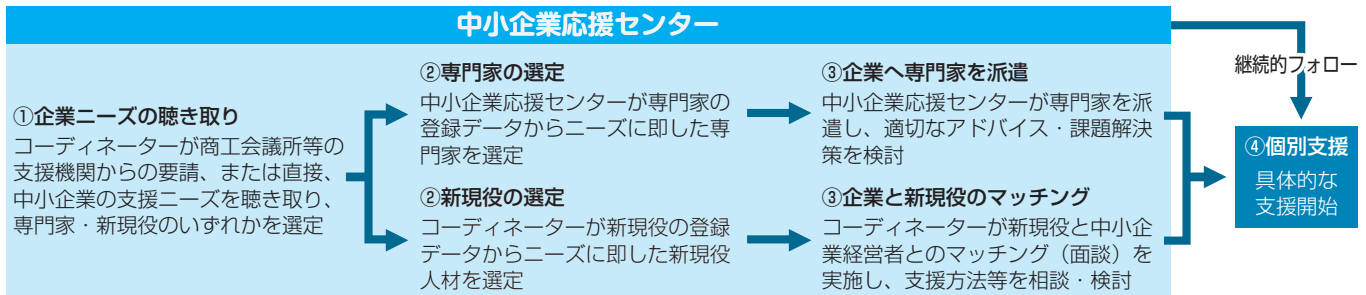 中小企業応援センター
①企業ニーズの聴き取り
コーディネーターが商工会議所等の
支援機関からの要請、または直接、
中小企業の支援ニーズを聴き取り、
専門家・新現役のいずれかを選定
②専門家の選定
中小企業応援センターが専門家の
登録データからニーズに即した専
門家を選定
②新現役の選定
コーディネーターが新現役の登録
データからニーズに即した新現役
人材を選定
③企業へ専門家を派遣
中小企業応援センターが専門家を派
遣し、適切なアドバイス・課題解決
策を検討
③企業と新現役のマッチング
コーディネーターが新現役と中小企
業経営者とのマッチング（面談）を
実施し、支援方法等を相談・検討
継続的フォロー
④個別支援
具体的な
支援開始